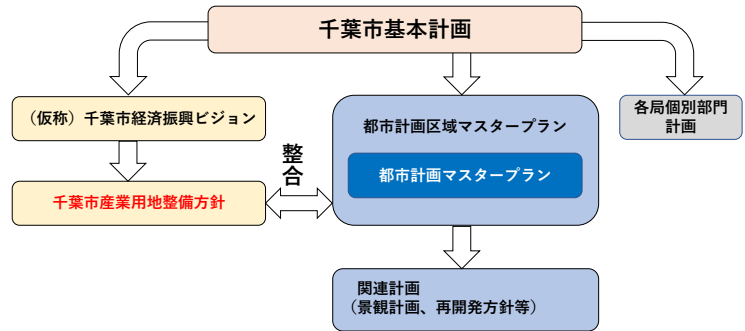 千葉市基本計画
（仮称）千葉市経済振興ビジョン
都市計画区域マスタープラン
各局個別部門
計画
整
合
都市計画マスタープラン
千葉市産業用地整備方針
関連計画
（景観計画、再開発方針等）